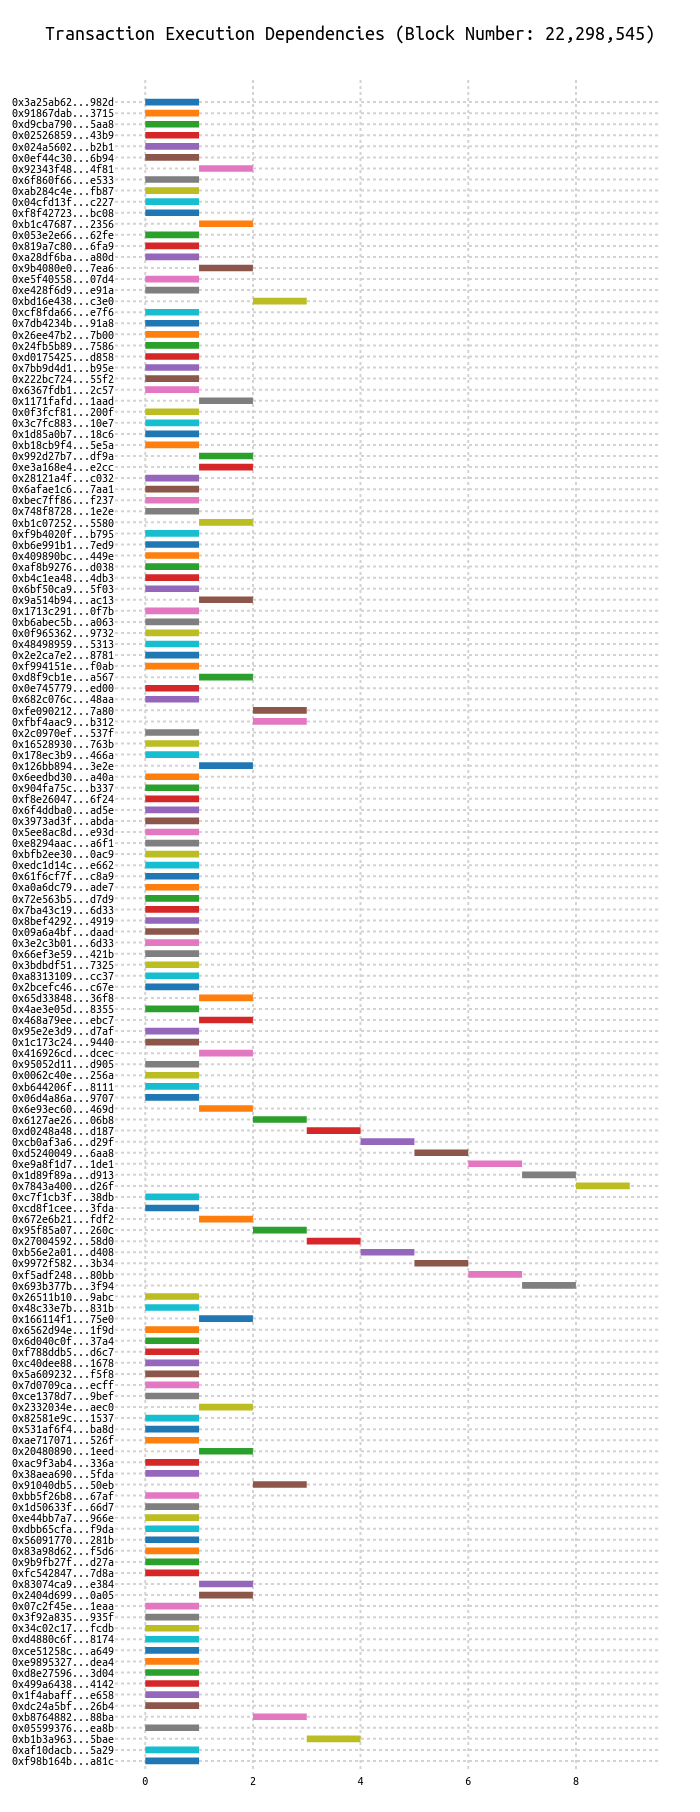 Transaction Execution Dependencies (Block Number: 22,298,545)
0x3a25ab62...982d
0x91867dab...3715
0xd9cba790...5aa8
0x02526859...43b9
0x024a5602...b2b1
0x0ef44c30...6b94
0x92343f48...4f81
0x6f860f66...e533
0xab284c4e...fb87
0x04cfd13f...c227
0xf8f42723...bc08
0xb1c47687...2356
0x053e2e66...62fe
0x819a7c80...6fa9
0xa28df6ba...a80d
0x9b4080e0...7ea6
0xe5f40558...07d4
0xe428f6d9...e91a
0xbd16e438...c3e0
0xcf8fda66...e7f6
0x7db4234b...91a8
0x26ee47b2...7b00
0x24fb5b89...7586
0xd0175425...d858
0x7bb9d4d1...b95e
0x222bc724...55f2
0x6367fdb1...2c57
0x1171fafd...1aad
0x0f3fcf81...200f
0x3c7fc883...10e7
0x1d85a0b7...18c6
0xb18cb9f4...5e5a
0x992d27b7...df9a
0xe3a168e4...e2cc
0x28121a4f...c032
0x6afae1c6...7aa1
0xbec7ff86...f237
0x748f8728...1e2e
0xb1c07252...5580
0xf9b4020f...b795
0xb6e991b1...7ed9
0x409890bc...449e
0xaf8b9276...d038
0xb4c1ea48...4db3
0x6bf50ca9...5f03
0x9a514b94...ac13
0x1713c291...0f7b
0xb6abec5b...a063
0x0f965362...9732
0x48498959...5313
0x2e2ca7e2...8781
0xf994151e...f0ab
0xd8f9cb1e...a567
0x0e745779...ed00
0x682c076c...48aa
0xfe090212...7a80
0xfbf4aac9...b312
0x2c0970ef...537f
0x16528930...763b
0x178ec3b9...466a
0x126bb894...3e2e
0x6eedbd30...a40a
0x904fa75c...b337
0xf8e26047...6f24
0x6f4ddba0...ad5e
0x3973ad3f...abda
0x5ee8ac8d...e93d
0xe8294aac...a6f1
0xbfb2ee30...0ac9
0xedc1d14c...e662
0x61f6cf7f...c8a9
0xa0a6dc79...ade7
0x72e563b5...d7d9
0x7ba43c19...6d33
0x8bef4292...4919
0x09a6a4bf...daad
0x3e2c3b01...6d33
0x66ef3e59...421b
0x3bdbdf51...7325
0xa8313109...cc37
0x2bcefc46...c67e
0x65d33848...36f8
0x4ae3e05d...8355
0x468a79ee...ebc7
0x95e2e3d9...d7af
0x1c173c24...9440
0x416926cd...dcec
0x95052d11...d905
0x0062c40e...256a
0xb644206f...8111
0x06d4a86a...9707
0x6e93ec60...469d
0x6127ae26...06b8
0xd0248a48...d187
0xcb0af3a6...d29f
0xd5240049...6aa8
0xe9a8f1d7...1de1
0x1d89f89a...d913
0x7843a400...d26f
0xc7f1cb3f...38db
0xcd8f1cee...3fda
0x672e6b21...fdf2
0x95f85a07...260c
0x27004592...58d0
0xb56e2a01...d408
0x9972f582...3b34
0xf5adf248...80bb
0x693b377b...3f94
0x26511b10...9abc
0x48c33e7b...831b
0x166114f1...75e0
0x6562d94e...1f9d
0x6d040c0f...37a4
0xf788ddb5...d6c7
0xc40dee88...1678
0x5a609232...f5f8
0x7d0709ca...ecff
0xce1378d7...9bef
0x2332034e...aec0
0x82581e9c...1537
0x531af6f4...ba8d
0xae717071...526f
0x20480890...1eed
0xac9f3ab4...336a
0x38aea690...5fda
0x91040db5...50eb
0xbb5f26b8...67af
0x1d50633f...66d7
0xe44bb7a7...966e
0xdbb65cfa...f9da
0x56091770...281b
0x83a98d62...f5d6
0x9b9fb27f...d27a
0xfc542847...7d8a
0x83074ca9...e384
0x2404d699...0a05
0x07c2f45e...1eaa
0x3f92a835...935f
0x34c02c17...fcdb
0xd4880c6f...8174
0xce51258c...a649
0xe9895327...dea4
0xd8e27596...3d04
0x499a6438...4142
0x1f4abaff...e658
0xdc24a5bf...26b4
0xb8764882...88ba
0x05599376...ea8b
0xb1b3a963...5bae
0xaf10dacb...5a29
0xf98b164b...a81c
0 2 4 6 8